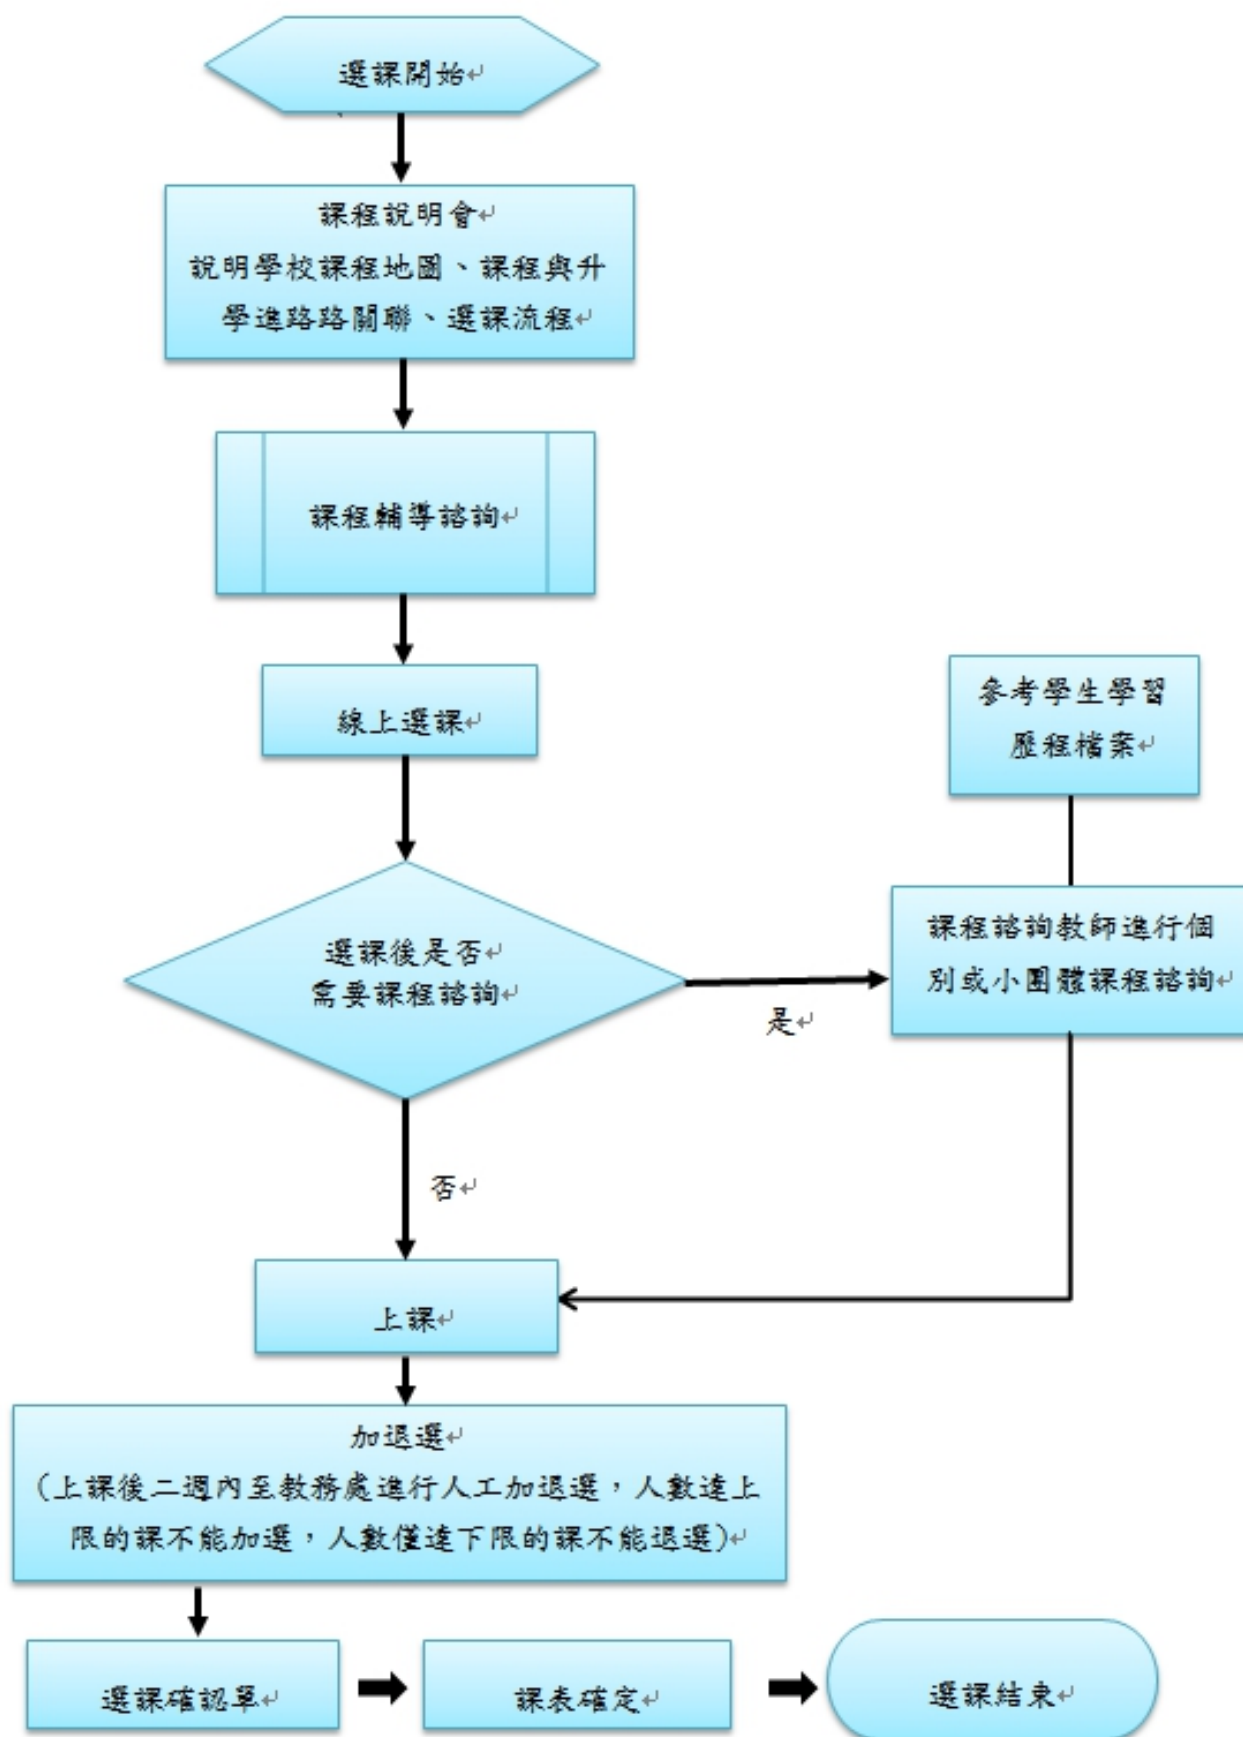 選課開始
課程說明會
說明學校課程地圖、課程與升
學進路路關聯、選課流程
課程輔導諮詢
線上選課
參考學生學習
歷程檔案
選課後是否
需要課程諮詢
是
課程諮詢教師進行個
別或小團體課程諮詢
否
上課
加退選
(上課後二週內至教務處進行人工加退選，人數達上
限的課不能加選，人數僅達下限的課不能退選)
選課確認單
課表確定
選課結束